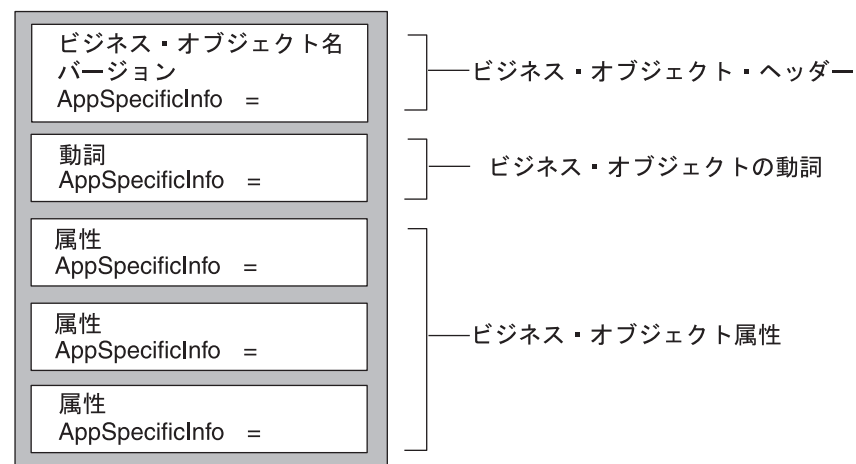 ビジネス・オブジェクト名
バージョン
AppSpecificInfo =
ビジネス・オブジェクト・ヘッダー
動詞
AppSpecificInfo =
ビジネス・オブジェクトの動詞
属性
AppSpecificInfo =
属性
AppSpecificInfo =
ビジネス・オブジェクト属性
属性
AppSpecificInfo =